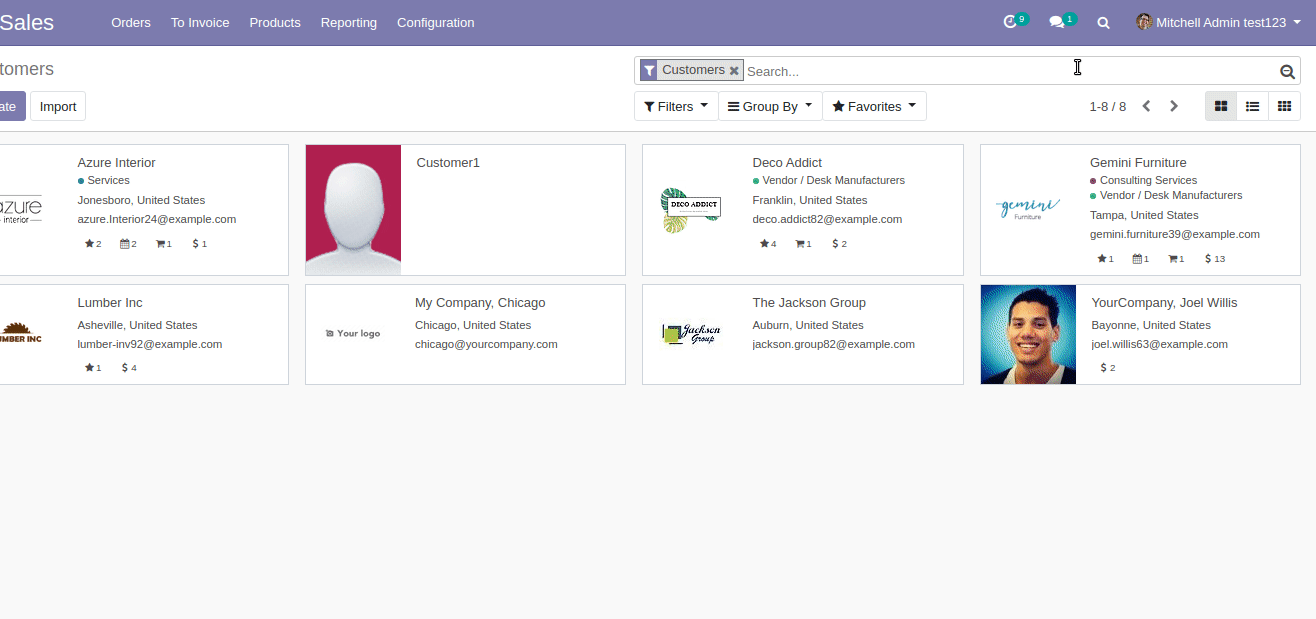 Sales Orders To Invoice Products Reporting Configuration 9 1 Mitchell Admin test123
tomers Customers Search...
ate Import Filters Group By Favorites 1-8 / 8
Azure Interior
Services
Jonesboro, United States
azure.Interior24@example.com
2 2 1 $ 1
azure
interior
Customer1
Deco Addict
Vendor / Desk Manufacturers
Franklin, United States
deco.addict82@example.com
4 1 $ 2
DECO ADDICT
Gemini Furniture
Consulting Services
Vendor / Desk Manufacturers
Tampa, United States
gemini.furniture39@example.com
1 1 1 $ 13
gemini
Furniture
Lumber Inc
Asheville, United States
lumber-inv92@example.com
1 $ 4
UMBER INC
My Company, Chicago
Chicago, United States
chicago@yourcompany.com
Your logo
The Jackson Group
Auburn, United States
jackson.group82@example.com
Jackson
Group
YourCompany, Joel Willis
Bayonne, United States
joel.willis63@example.com
$ 2